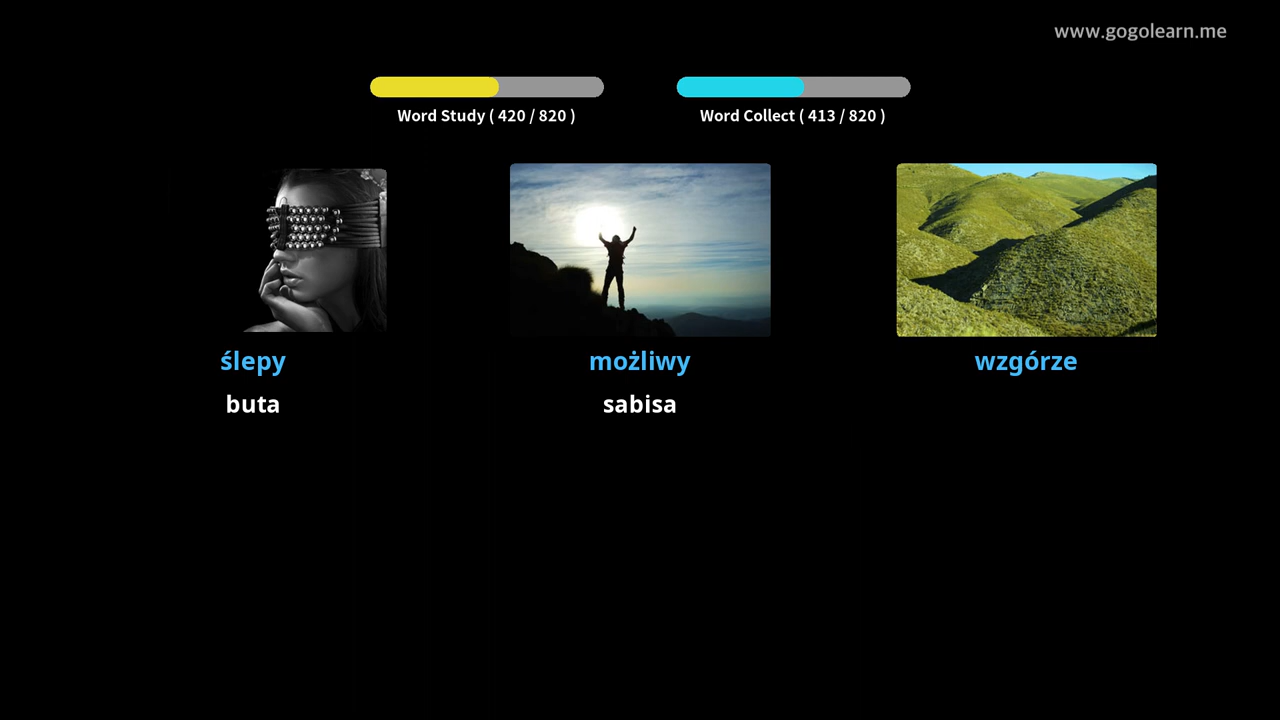 www.gogolearn.me
Word Study ( 420 / 820 )
Word Collect ( 413 / 820 )
ślepy
możliwy
wzgórze
buta
sabisa